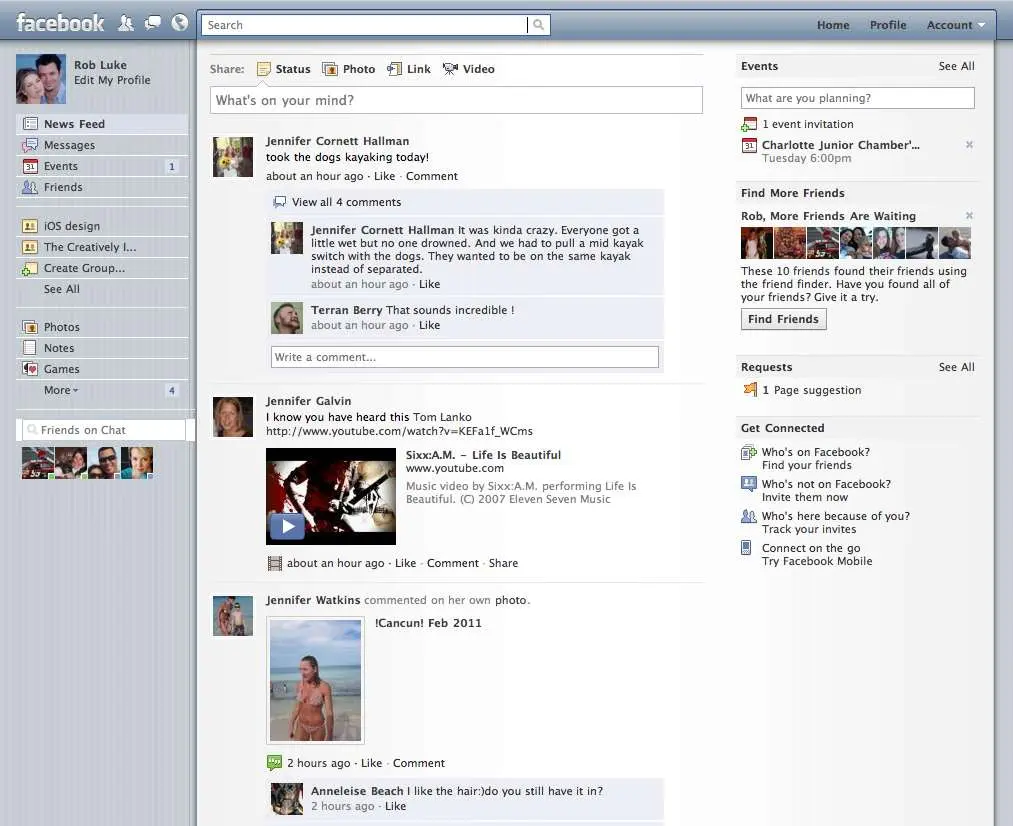 facebook
Search
Home Profile Account
Rob Luke
Edit My Profile
News Feed
Messages
Events 1
Friends
iOS design
The Creatively I...
Create Group...
See All
Photos
Notes
Games
More 4
Friends on Chat
Share: Status Photo Link Video
What's on your mind?
Jennifer Cornett Hallman
took the dogs kayaking today!
about an hour ago · Like · Comment
View all 4 comments
Jennifer Cornett Hallman It was kinda crazy. Everyone got a
little wet but no one drowned. And we had to pull a mid kayak
switch with the dogs. They wanted to be on the same kayak
instead of separated.
about an hour ago · Like
Terran Berry That sounds incredible !
about an hour ago · Like
Write a comment...
Jennifer Galvin
I know you have heard this Tom Lanko
http://www.youtube.com/watch?v=KEFa1f_WCms
Sixx:A.M. - Life Is Beautiful
www.youtube.com
Music video by Sixx:A.M. performing Life Is
Beautiful. (C) 2007 Eleven Seven Music
about an hour ago · Like · Comment · Share
Jennifer Watkins commented on her own photo.
!Cancun! Feb 2011
2 hours ago · Like · Comment
Anneleise Beach I like the hair:)do you still have it in?
2 hours ago · Like
Events See All
What are you planning?
1 event invitation
31 Charlotte Junior Chamber'...
Tuesday 6:00pm
Find More Friends
Rob, More Friends Are Waiting
These 10 friends found their friends using
the friend finder. Have you found all of
your friends? Give it a try.
Find Friends
Requests See All
1 Page suggestion
Get Connected
Who's on Facebook?
Find your friends
Who's not on Facebook?
Invite them now
Who's here because of you?
Track your invites
Connect on the go
Try Facebook Mobile